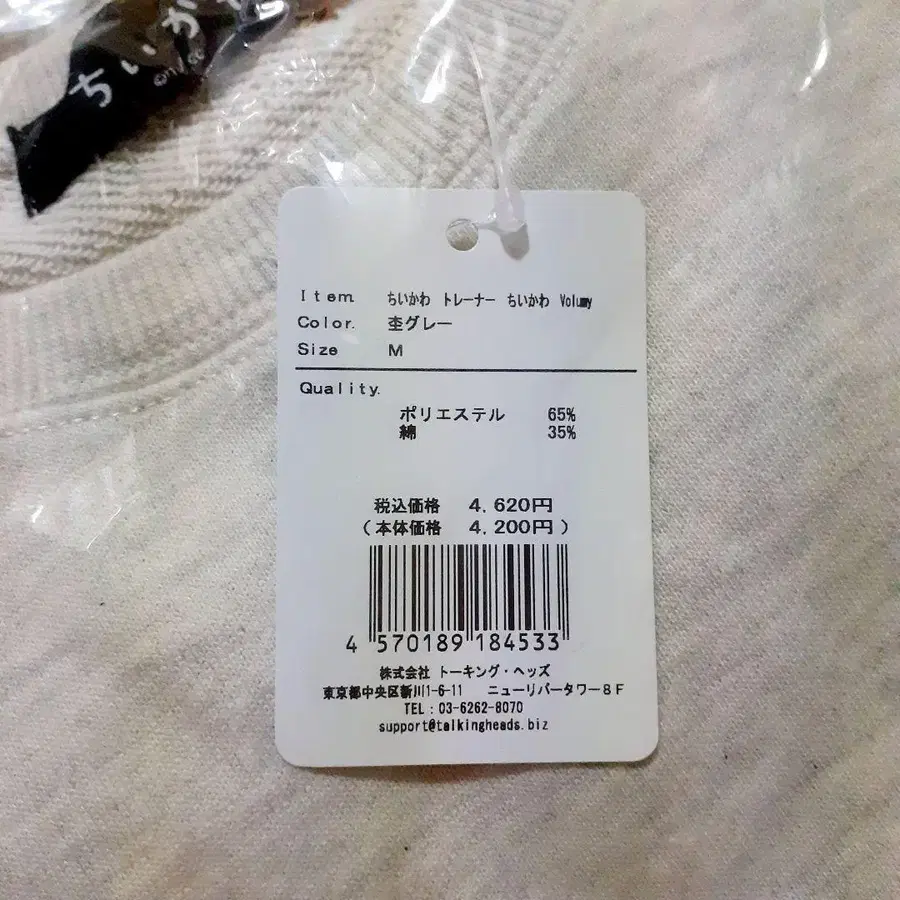 ちいか
Item. ちいかわ トレーナー ちいかわ Volumy
Color. 杢グレー
Size M
Quality.
ポリエステル 65%
綿 35%
税込価格 4,620円
(本体価格 4,200円)
4 570189 184533
株式会社 トーキング・ヘッズ
東京都中央区新川1-6-11 ニューリバータワー8F
TEL:03-6262-8070
support@talkingheads.biz